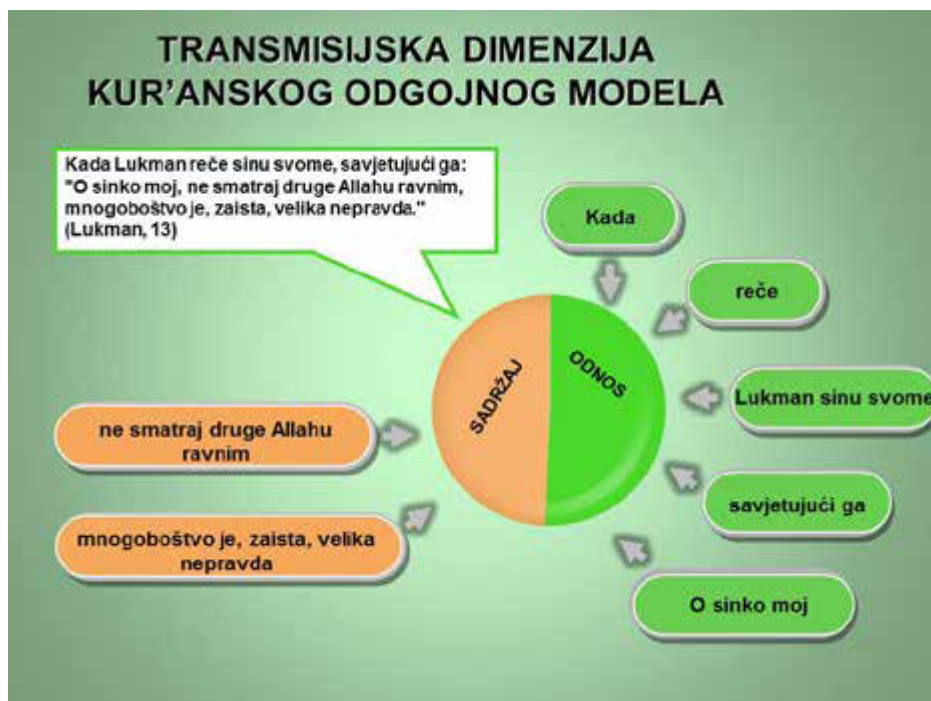 TRANSMISIJSKA DIMENZIJA
KUR'ANSKOG ODGOJNOG MODELA
Kada Lukman reče sinu svome, savjetujući ga:
"O sinko moj, ne smatraj druge Allahu ravnim,
mnogoboštvo je, zaista, velika nepravda."
(Lukman, 13)
Kada
reče
Lukman sinu svome
savjetujući ga
O sinko moj
SADRŽAJ
ODNOS
ne smatraj druge Allahu
ravnim
mnogoboštvo je, zaista, velika
nepravda